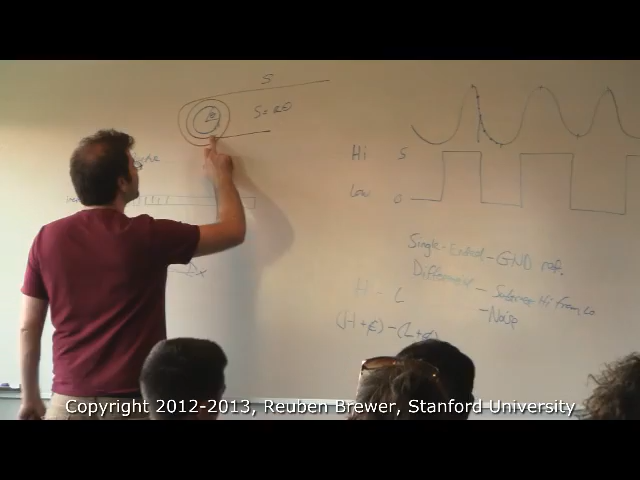 S
S=RΘ
Hi 5
Low 0
Single-Ended - GND ref.
Differential - Subtract Hi from Lo
- Noise
H - L
(H+€)-(L+€)
Copyright 2012-2013, Reuben Brewer, Stanford University